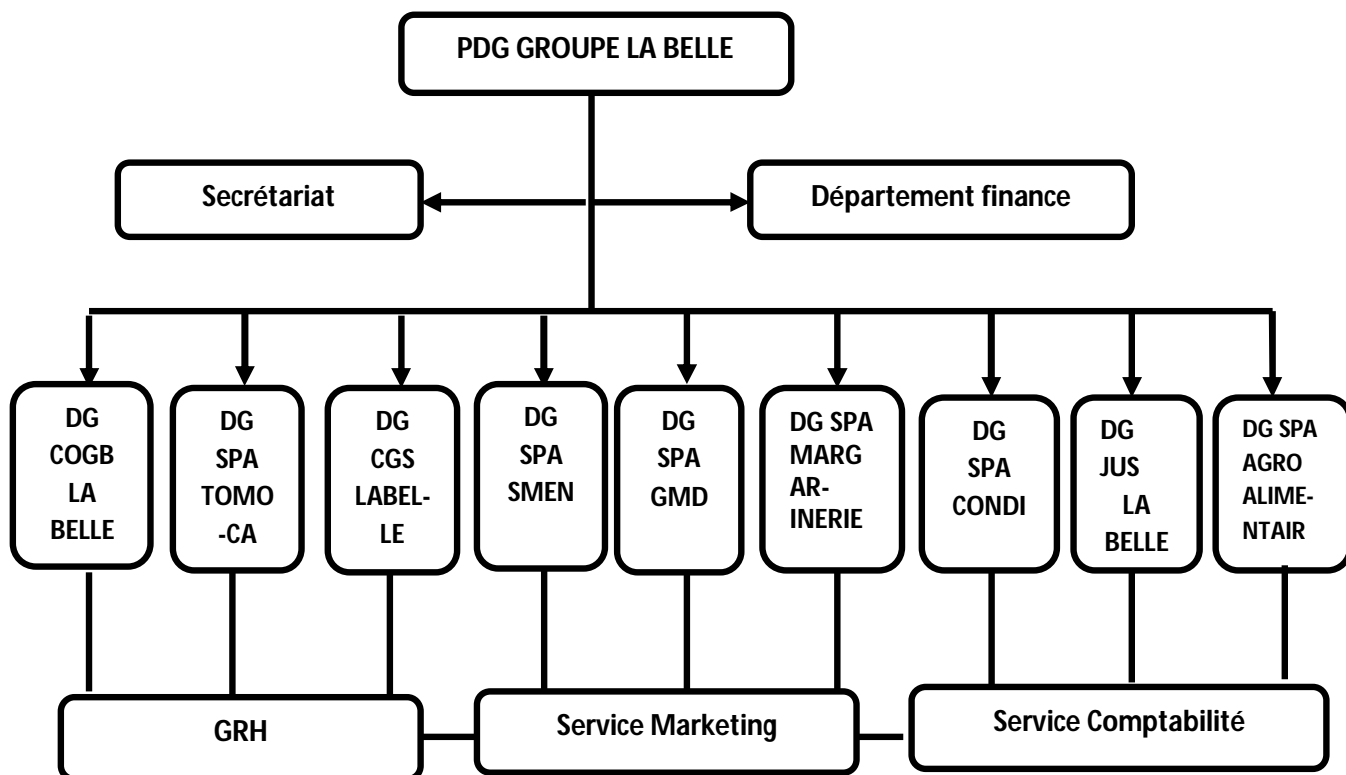 PDG GROUPE LA BELLE
Secrétariat
Département finance
DG
COGB
LA
BELLE
DG
SPA
TOMO
-CA
DG
CGS
LABEL-
LE
DG
SPA
SMEN
DG
SPA
GMD
DG SPA
MARG
AR-
INERIE
DG
SPA
CONDI
DG
JUS
LA
BELLE
DG SPA
AGRO
ALIME-
NTAIR
GRH
Service Marketing
Service Comptabilité